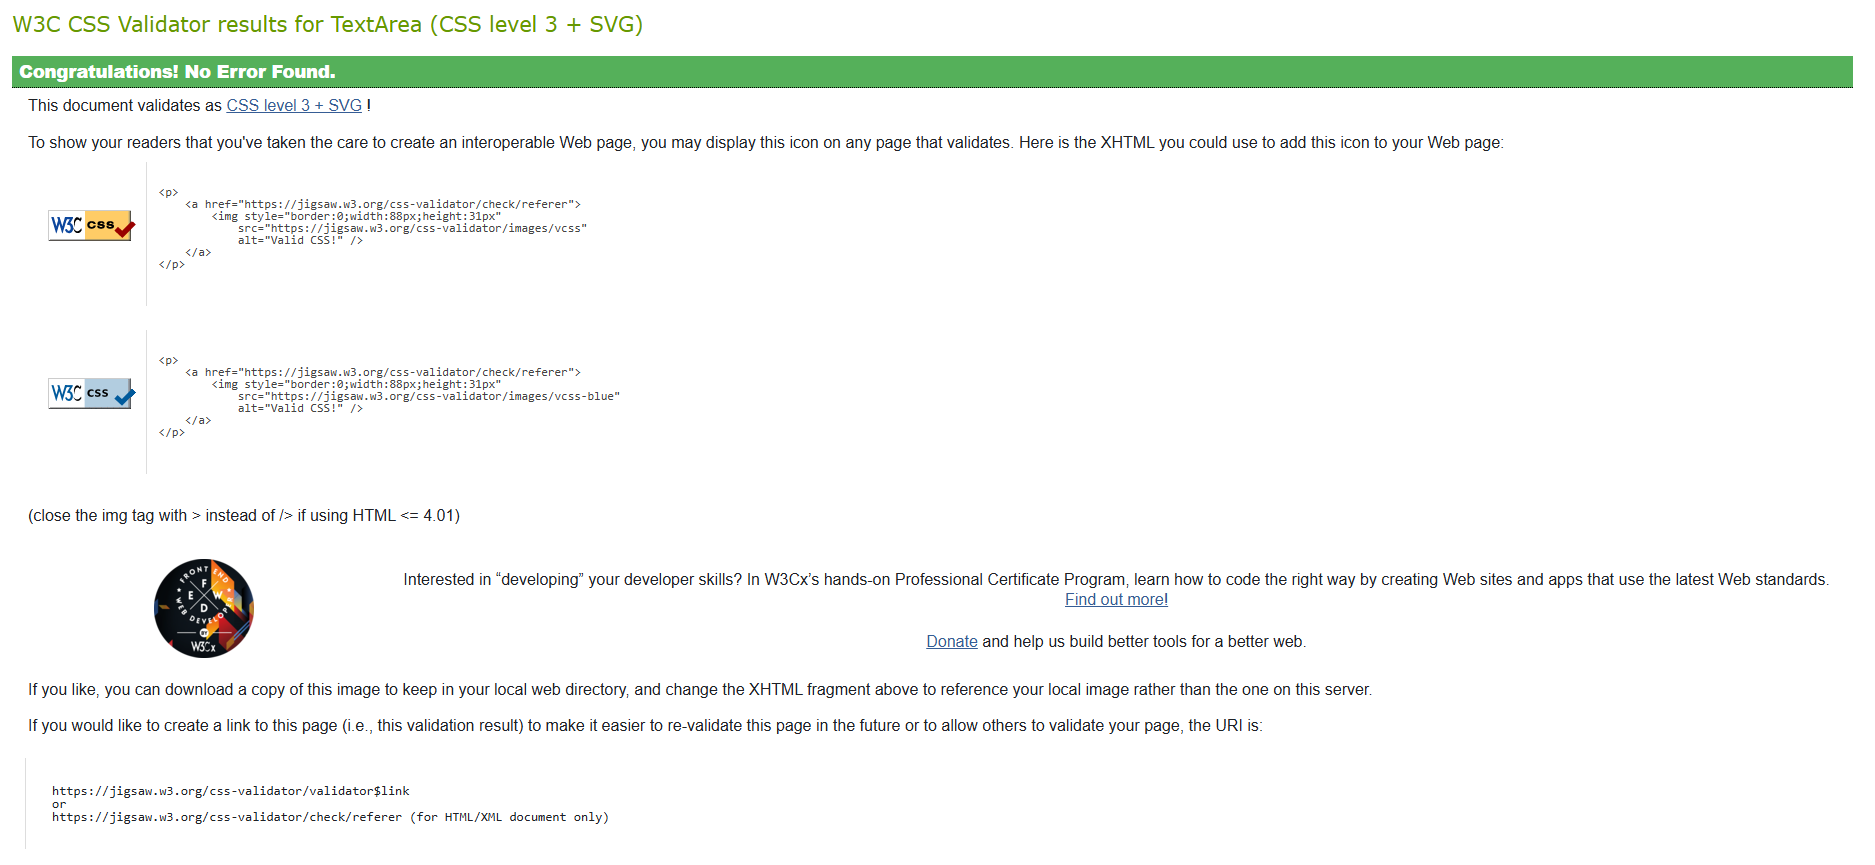 W3C CSS Validator results for TextArea (CSS level 3 + SVG)
Congratulations! No Error Found.
This document validates as CSS level 3 + SVG !
To show your readers that you've taken the care to create an interoperable Web page, you may display this icon on any page that validates. Here is the XHTML you could use to add this icon to your Web page:
W3C css
<p>
<a href="https://jigsaw.w3.org/css-validator/check/referer">
<img style="border:0;width:88px;height:31px"
src="https://jigsaw.w3.org/css-validator/images/vcss"
alt="Valid CSS!" />
</a>
</p>
W3C css
<p>
<a href="https://jigsaw.w3.org/css-validator/check/referer">
<img style="border:0;width:88px;height:31px"
src="https://jigsaw.w3.org/css-validator/images/vcss-blue"
alt="Valid CSS!" />
</a>
</p>
(close the img tag with > instead of /> if using HTML <= 4.01)
FRONT END
F
E W
D
WEB DEVELOPER
BY
W3Cx
Interested in “developing” your developer skills? In W3Cx’s hands-on Professional Certificate Program, learn how to code the right way by creating Web sites and apps that use the latest Web standards.
Find out more!
Donate and help us build better tools for a better web.
If you like, you can download a copy of this image to keep in your local web directory, and change the XHTML fragment above to reference your local image rather than the one on this server.
If you would like to create a link to this page (i.e., this validation result) to make it easier to re-validate this page in the future or to allow others to validate your page, the URI is:
https://jigsaw.w3.org/css-validator/validator$link
or
https://jigsaw.w3.org/css-validator/check/referer (for HTML/XML document only)